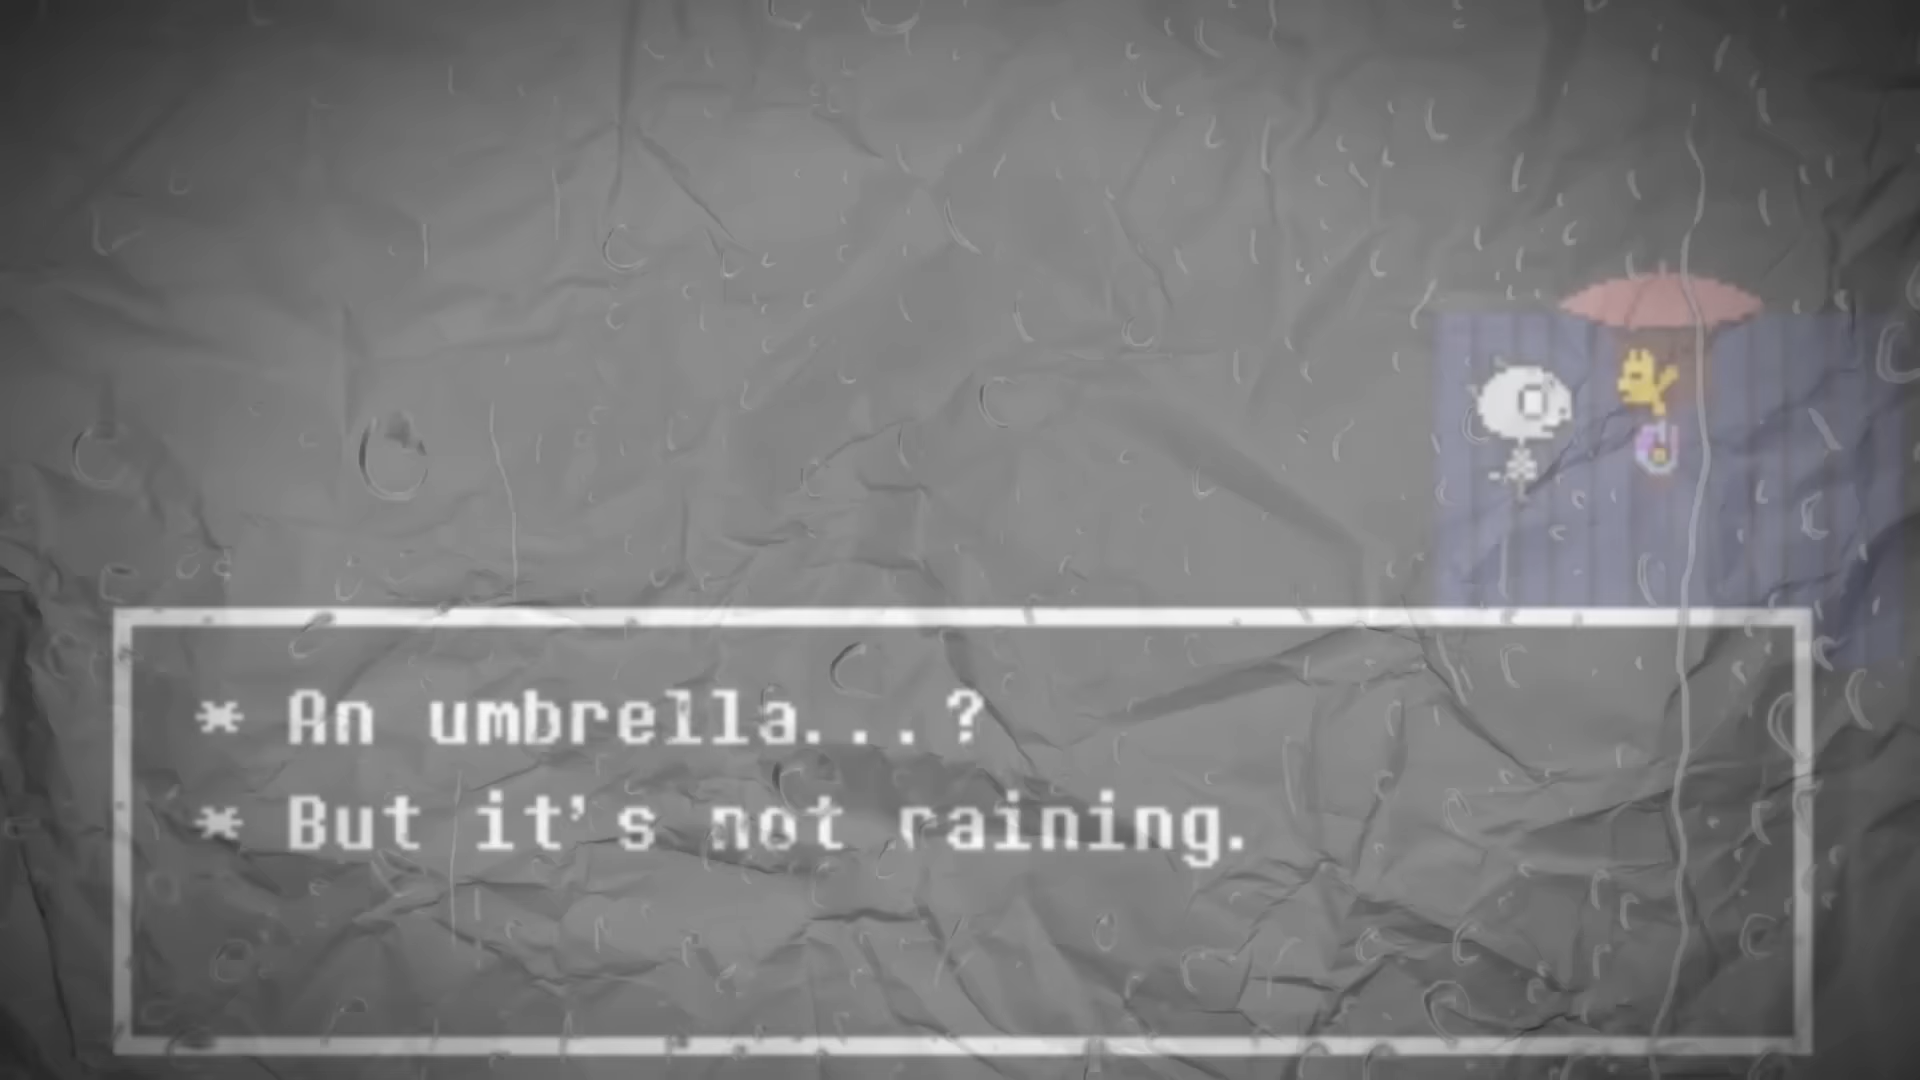 * An umbrella...?
* But it's not raining.